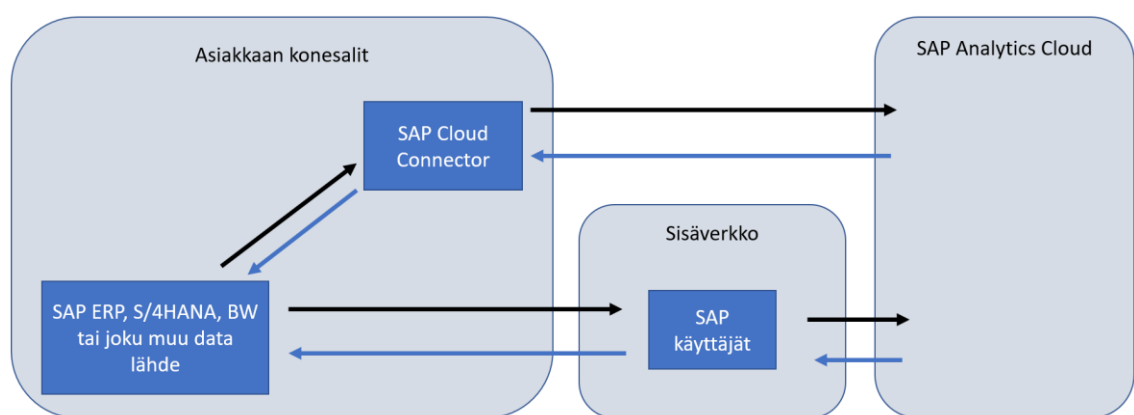 Asiakkaan konesalit
SAP Analytics Cloud
SAP Cloud
Connector
Sisäverkko
SAP ERP, S/4HANA, BW
tai joku muu data
lähde
SAP
käyttäjät